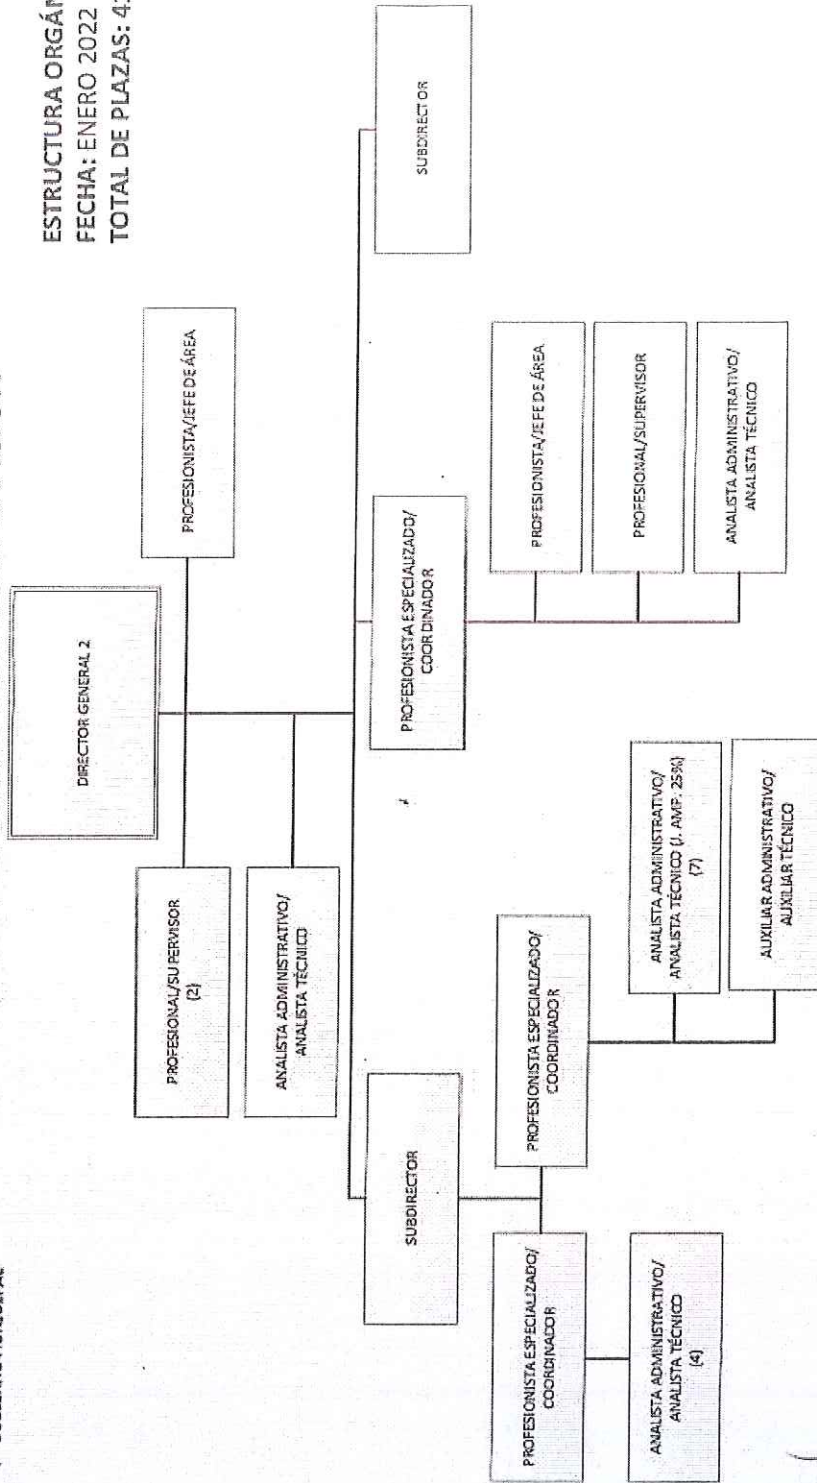 FECHA: ENERO 2022
TOTAL DE PLAZAS:
DIRECTOR GENERAL 2
PROFESIONAL/SUPERVISOR
(2)
PROFESIONISTA/JEFE DE ÁREA
ANALISTA ADMINISTRATIVO/
ANALISTA TÉCNICO
SUBDIRECTOR
PROFESIONISTA ESPECIALIZADO/
COORDINADOR
SUBDIRECTOR
PROFESIONISTA ESPECIALIZADO/
COORDINADOR
PROFESIONISTA ESPECIALIZADO/
COORDINADOR
PROFESIONISTA/JEFE DE ÁREA
ANALISTA ADMINISTRATIVO/
ANALISTA TÉCNICO
(4)
ANALISTA ADMINISTRATIVO/
ANALISTA TÉCNICO (J. AMP. 25%)
(7)
PROFESIONAL/SUPERVISOR
AUXILIAR ADMINISTRATIVO/
AUXILIAR TÉCNICO
ANALISTA ADMINISTRATIVO/
ANALISTA TÉCNICO